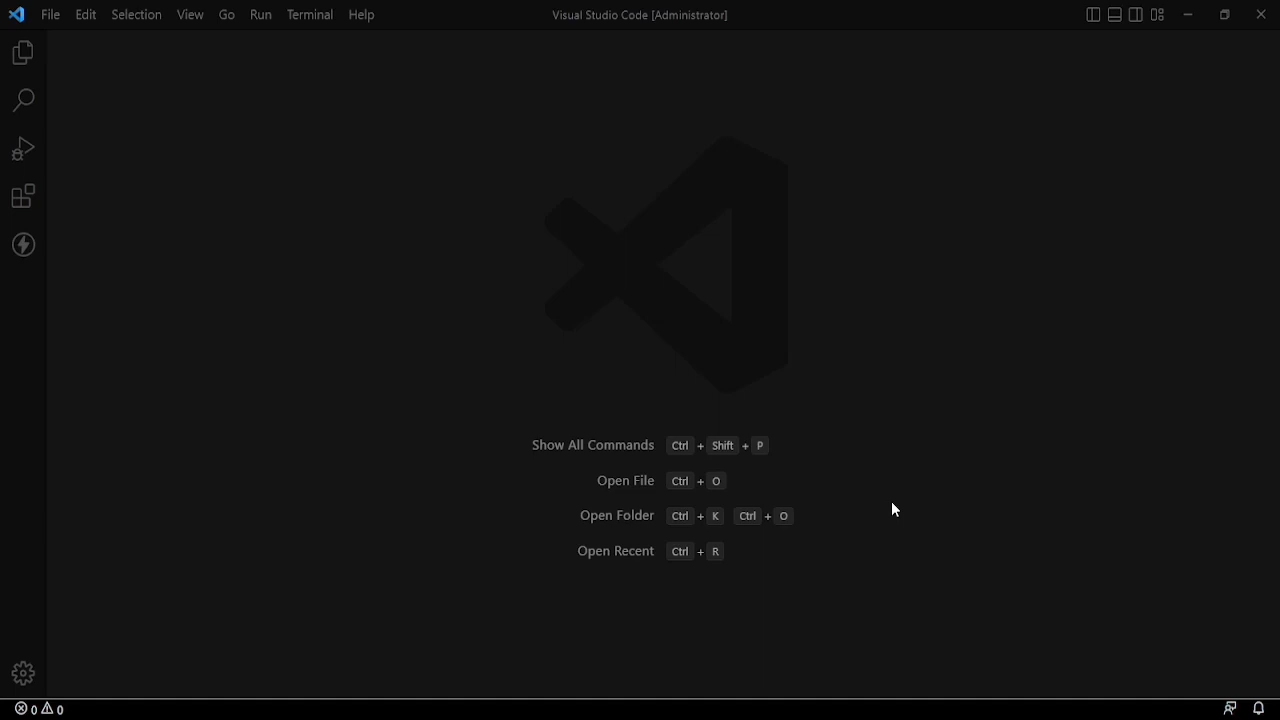 File Edit Selection View Go Run Terminal Help Visual Studio Code [Administrator]
Show All Commands Ctrl + Shift + P
Open File Ctrl + O
Open Folder Ctrl + K Ctrl + O
Open Recent Ctrl + R
0 0